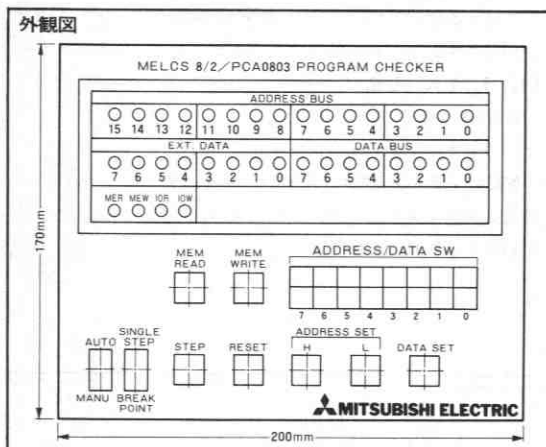 外観図
MELCS 8/2/PCA0803 PROGRAM CHECKER
ADDRESS BUS
15 14 13 12 11 10 9 8 7 6 5 4 3 2 1 0
EXT. DATA DATA BUS
7 6 5 4 3 2 1 0 7 6 5 4 3 2 1 0
MER MEW IOR IOW
170mm
MEM READ
MEM WRITE
ADDRESS/DATA SW
7 6 5 4 3 2 1 0
AUTO
MANU
SINGLE STEP
BREAK POINT
STEP
RESET
ADDRESS SET
H L
DATA SET
MITSUBISHI ELECTRIC
200mm